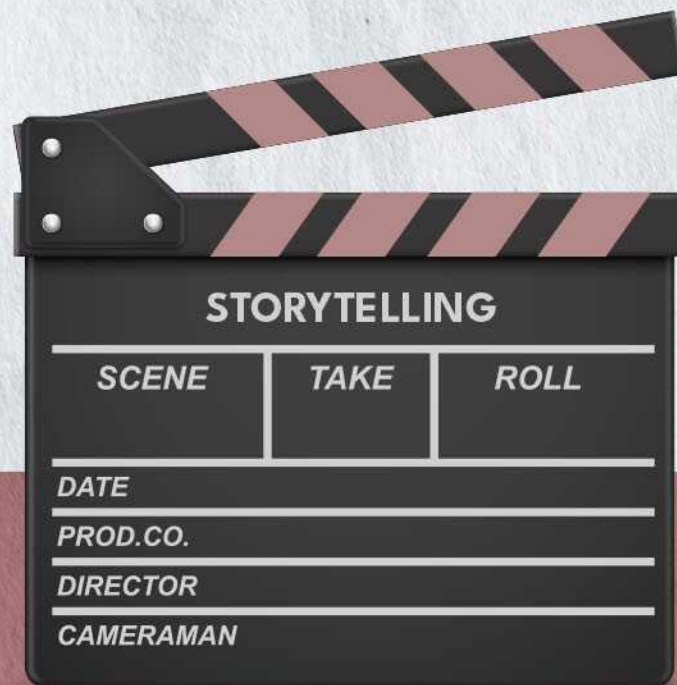 STORYTELLING
SCENE TAKE ROLL
DATE
PROD.CO.
DIRECTOR
CAMERAMAN